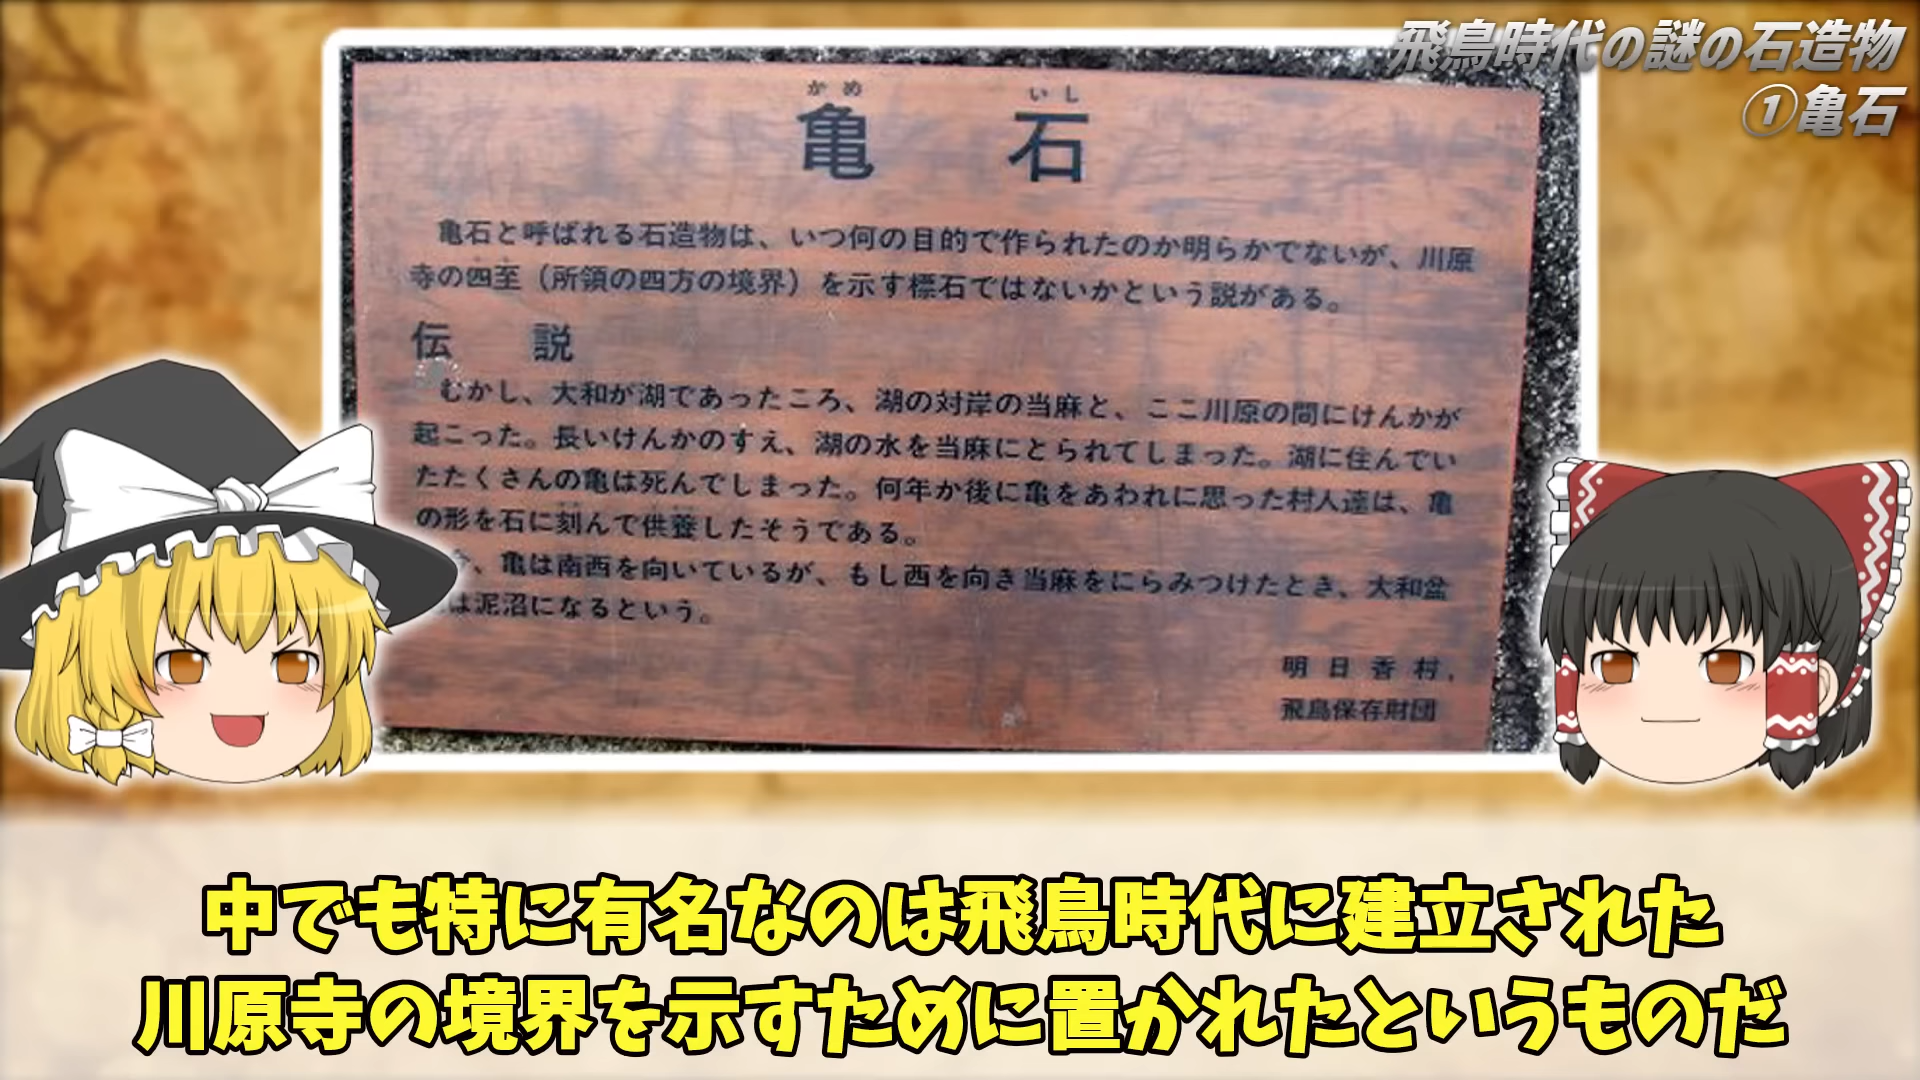 飛鳥時代の謎の石造物
①亀石
かめ いし
亀 石
亀石と呼ばれる石造物は、いつ何の目的で作られたのか明らかでないが、川原
寺の四至（所領の四方の境界）を示す標石ではないかという説がある。
伝 説
むかし、大和が湖であったころ、湖の対岸の当麻と、ここ川原の間にけんかが
起こった。長いけんかのすえ、湖の水を当麻にとられてしまった。湖に住んでい
たたくさんの亀は死んでしまった。何年か後に亀をあわれに思った村人達は、亀
の形を石に刻んで供養したそうである。
、亀は南西を向いているが、もし西を向き当麻をにらみつけたとき、大和盆
は泥沼になるという。
明日香村、
飛鳥保存財団
中でも特に有名なのは飛鳥時代に建立された
川原寺の境界を示すために置かれたというものだ